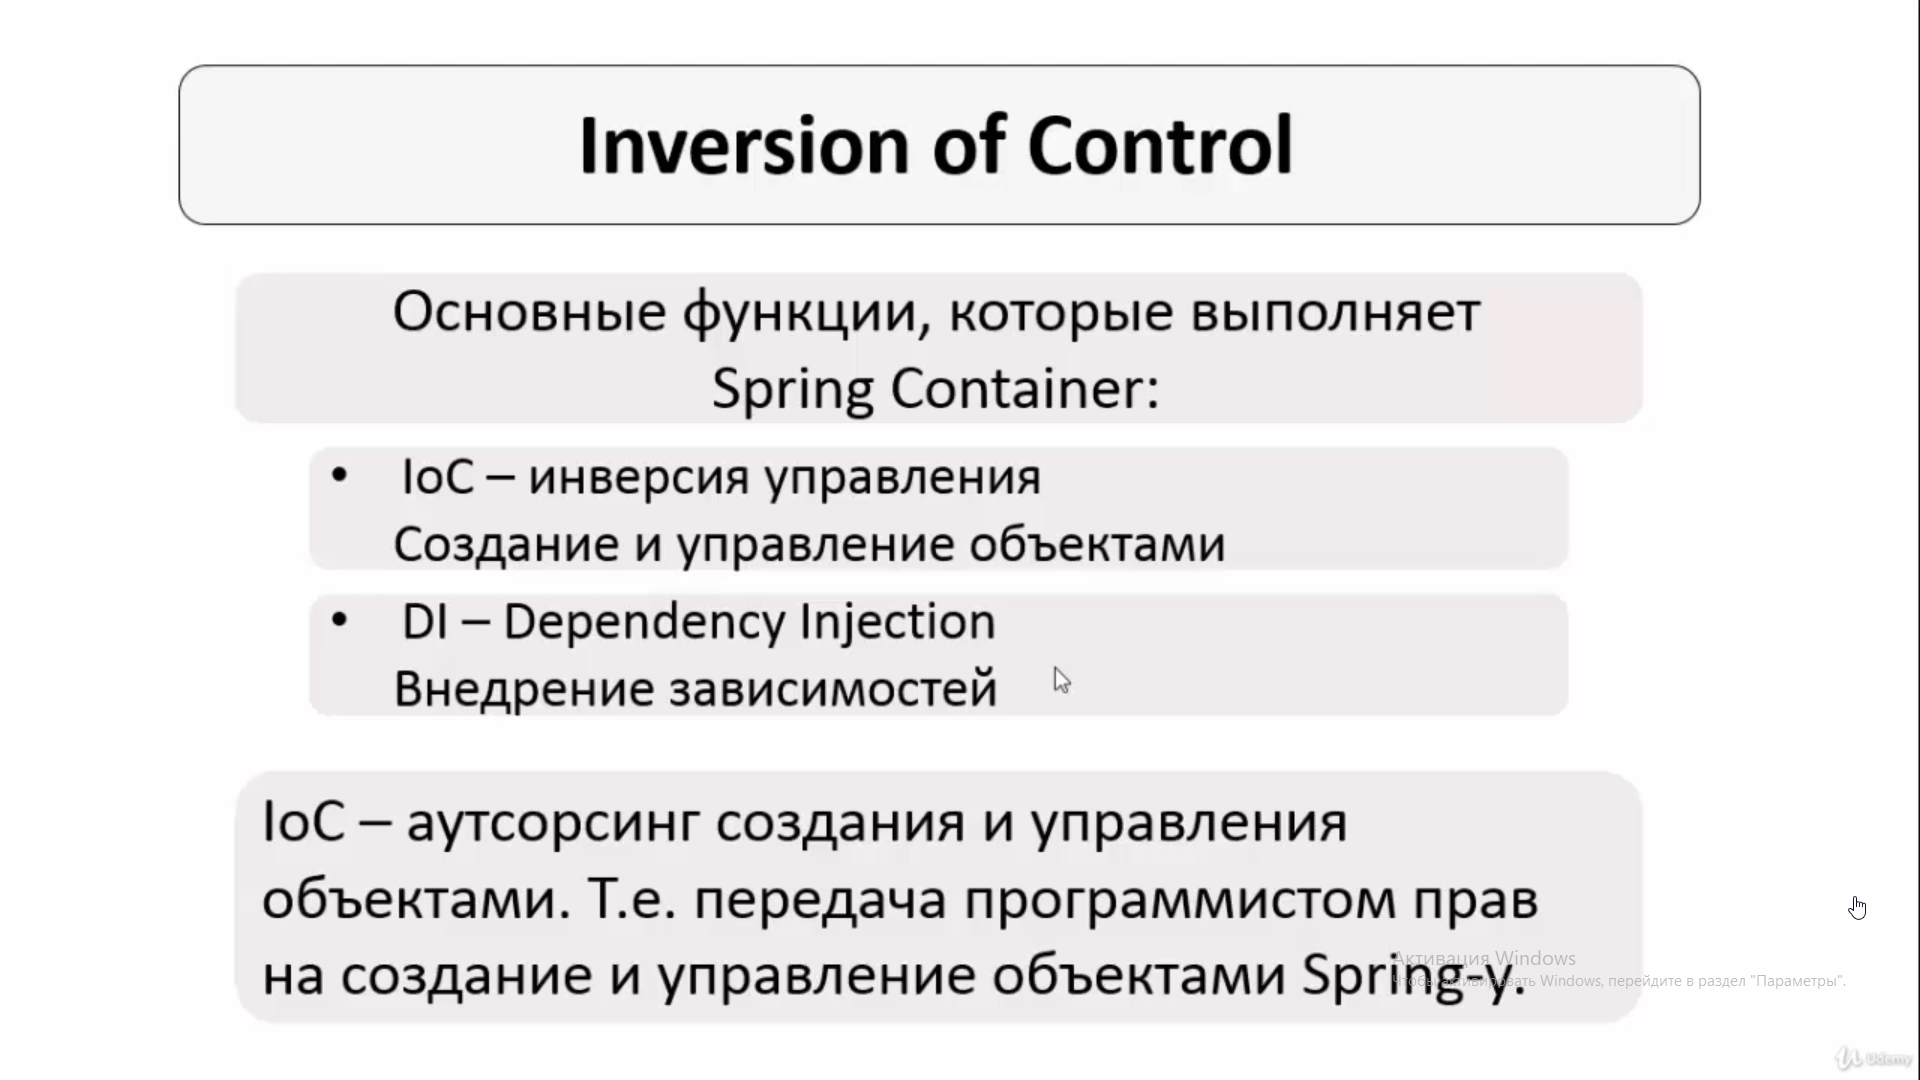 Inversion of Control
Основные функции, которые выполняет
Spring Container:
• IoC – инверсия управления
Создание и управление объектами
• DI – Dependency Injection
Внедрение зависимостей
IoC – аутсорсинг создания и управления
объектами. Т.е. передача программистом прав
на создание и управление объектами Spring-у.
Активация Windows
Чтобы активировать Windows, перейдите в раздел "Параметры".
Udemy